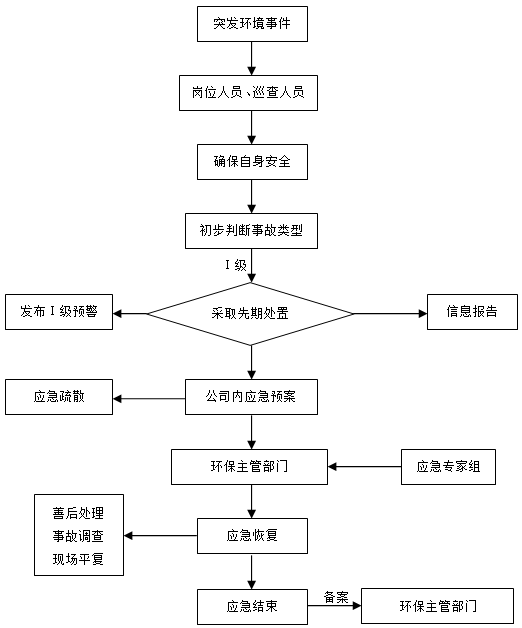 突发环境事件
岗位人员、巡查人员
确保自身安全
初步判断事故类型
Ⅰ级
发布Ⅰ级预警
采取先期处置
信息报告
应急疏散
公司内应急预案
环保主管部门
应急专家组
善后处理
事故调查
现场平复
应急恢复
应急结束
备案
环保主管部门